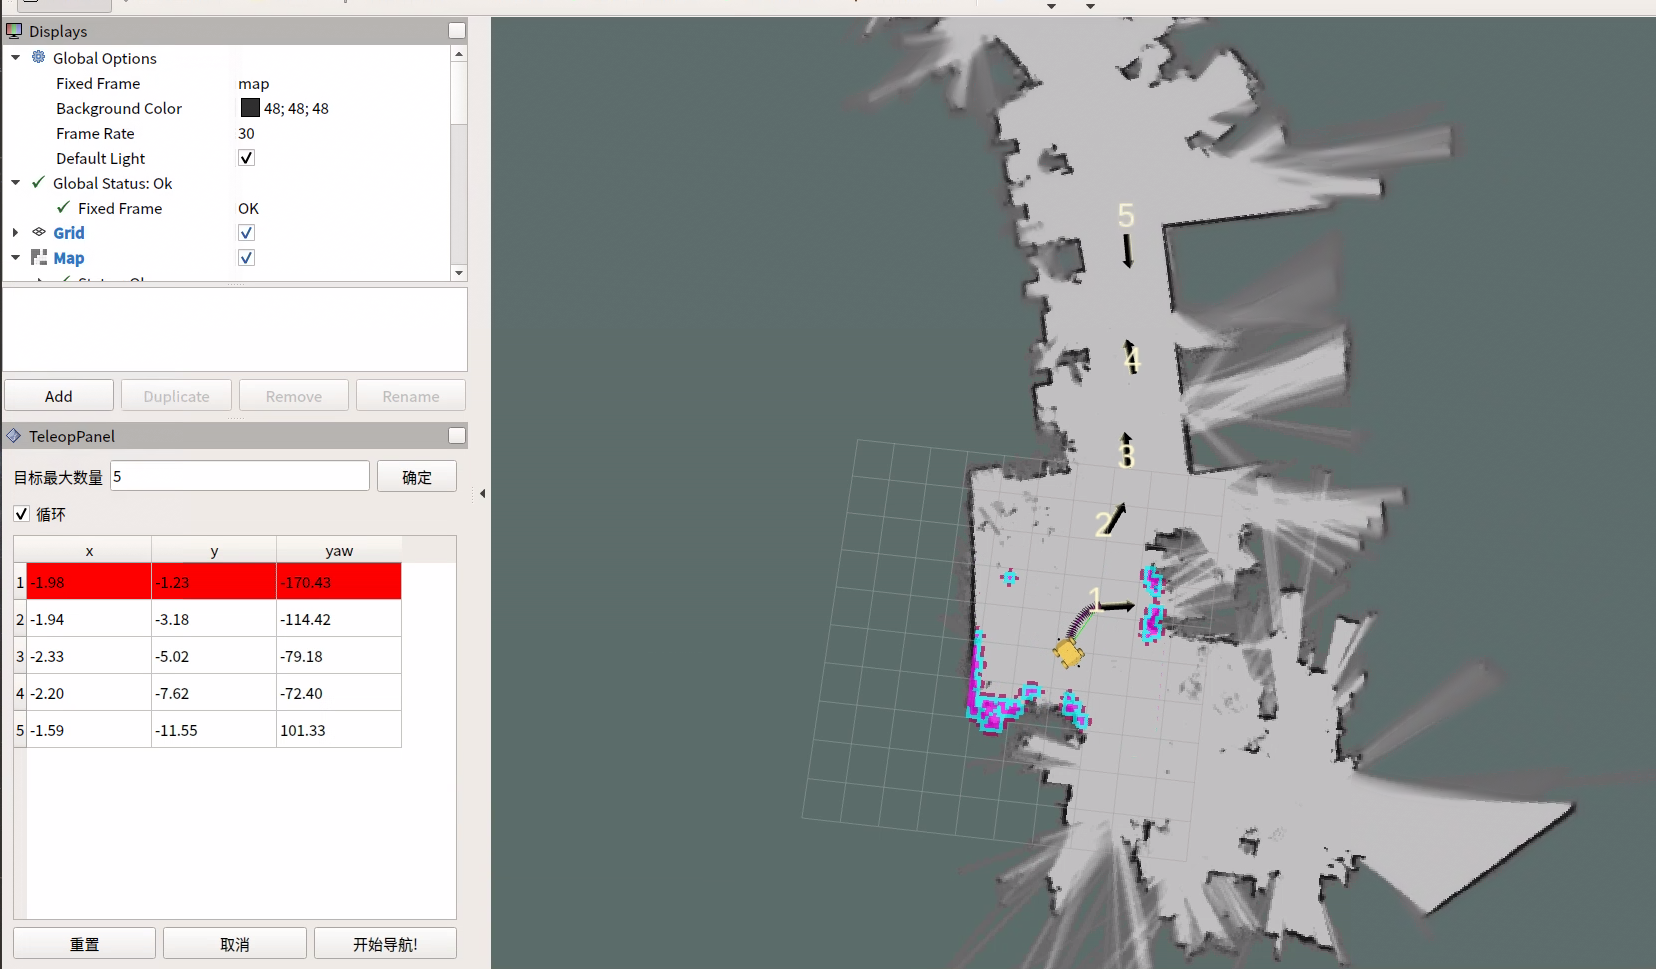 Displays
Global Options
Fixed Frame map
Background Color 48; 48; 48
Frame Rate 30
Default Light
Global Status: Ok
Fixed Frame OK
Grid
Map
Add Duplicate Remove Rename
TeleopPanel
目标最大数量 5 确定
循环
x y yaw
1 -1.98 -1.23 -170.43
2 -1.94 -3.18 -114.42
3 -2.33 -5.02 -79.18
4 -2.20 -7.62 -72.40
5 -1.59 -11.55 101.33
重置 取消 开始导航!
5
4
3
2
1